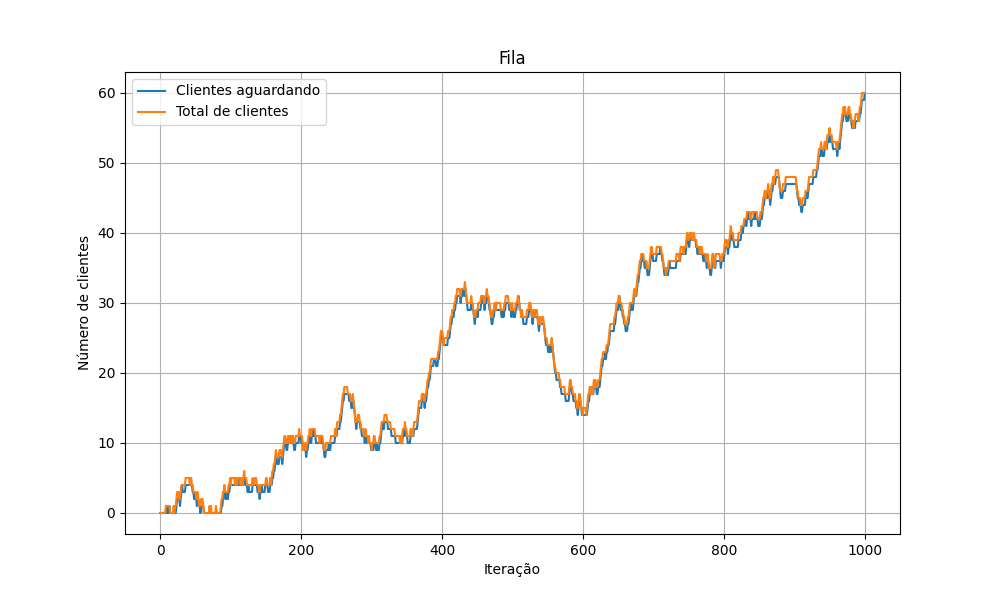 Fila
Clientes aguardando
Total de clientes
Número de clientes
60
50
40
30
20
10
0
0 200 400 600 800 1000
Iteração